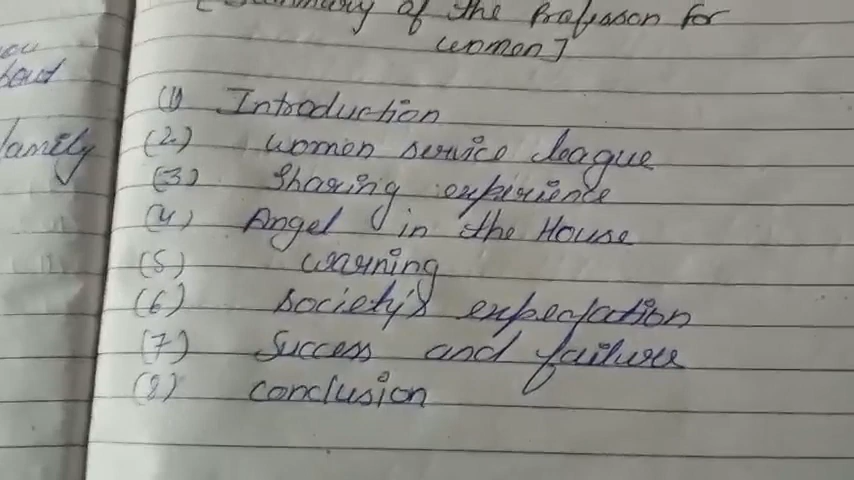 of the Profession for
women]
family
(1) Introduction
(2) women service league
(3) Sharing experience
(4) Angel in the House
(5) warning
(6) society's expectation
(7) Success and failure
(8) conclusion